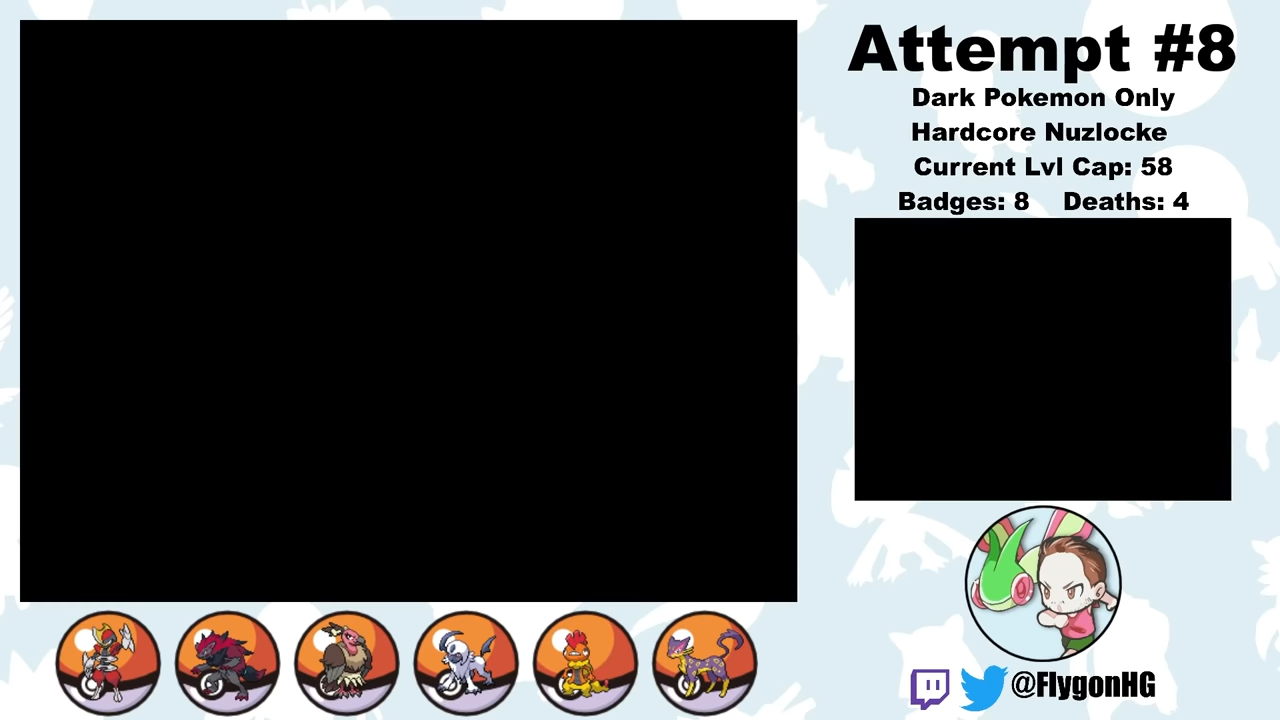 Attempt #8
Dark Pokemon Only
Hardcore Nuzlocke
Current Lvl Cap: 58
Badges: 8 Deaths: 4
@FlygonHG